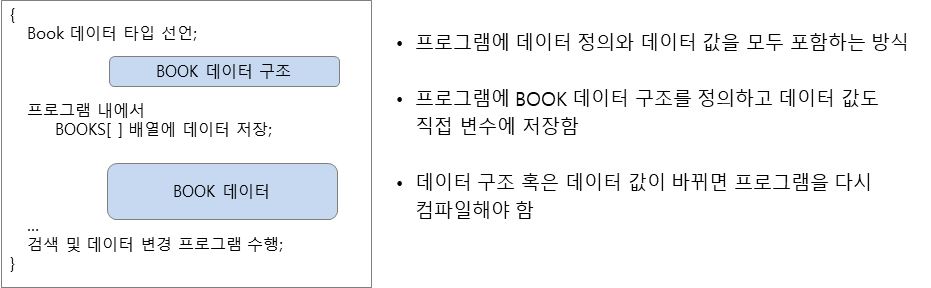 {
Book 데이터 타입 선언;
BOOK 데이터 구조
프로그램 내에서
BOOKS[ ] 배열에 데이터 저장;
BOOK 데이터
...
검색 및 데이터 변경 프로그램 수행;
}
• 프로그램에 데이터 정의와 데이터 값을 모두 포함하는 방식
• 프로그램에 BOOK 데이터 구조를 정의하고 데이터 값도
직접 변수에 저장함
• 데이터 구조 혹은 데이터 값이 바뀌면 프로그램을 다시
컴파일해야 함